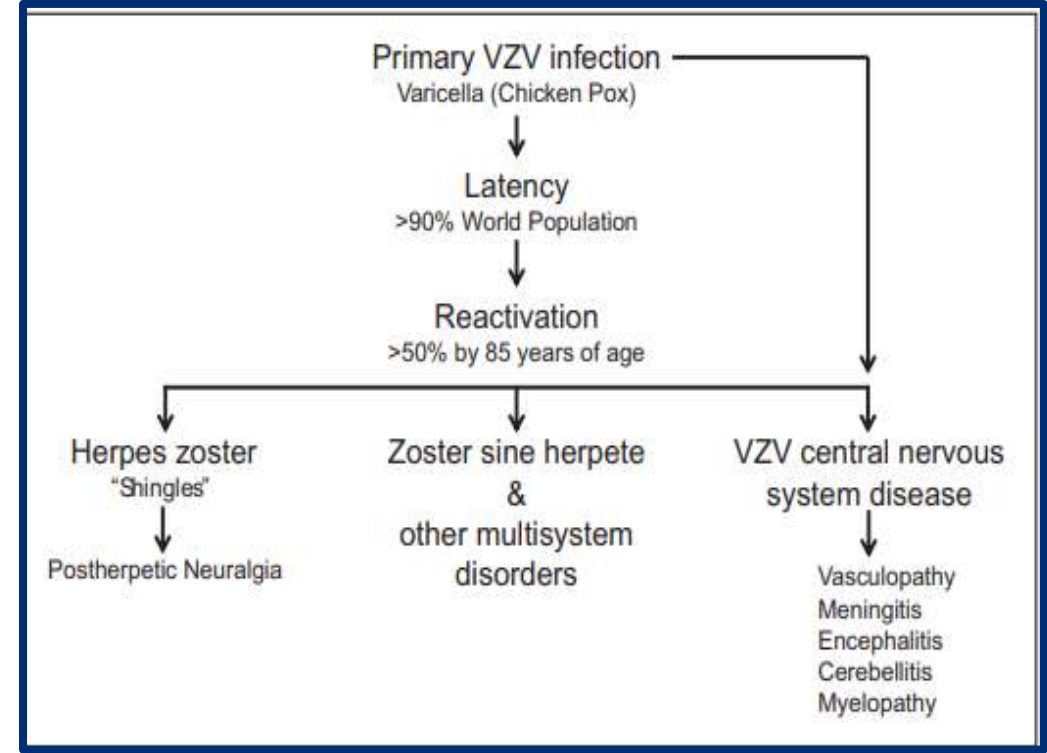 Primary VZV infection
Varicella (Chicken Pox)
Latency
>90% World Population
Reactivation
>50% by 85 years of age
Herpes zoster
“Shingles”
Postherpetic Neuralgia
Zoster sine herpete
&
other multisystem
disorders
VZV central nervous
system disease
Vasculopathy
Meningitis
Encephalitis
Cerebellitis
Myelopathy